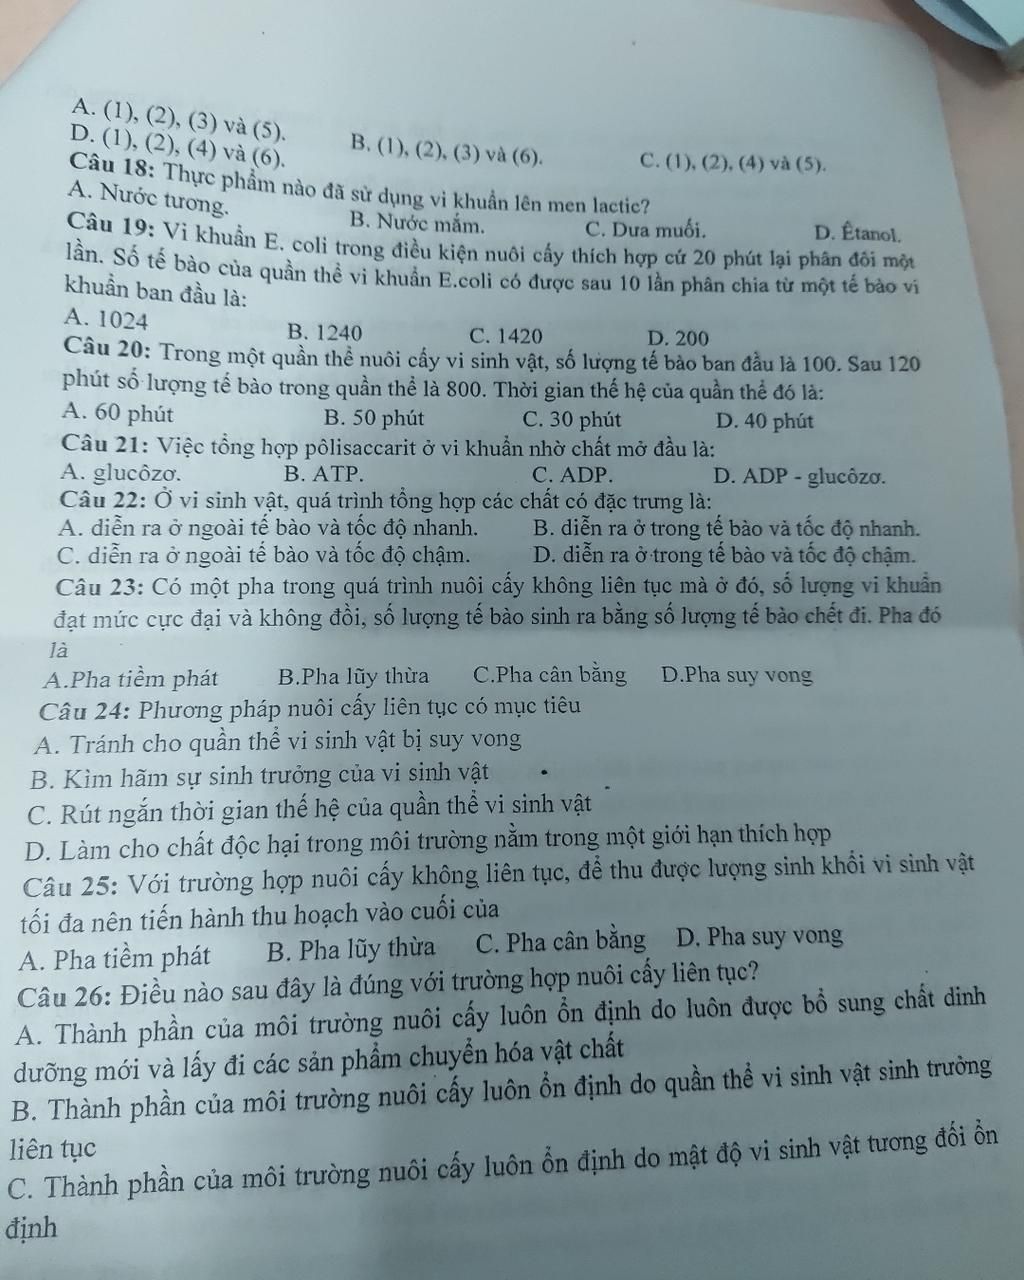 A. (1), (2), (3) và (5).
B. (1), (2), (3) và (6).
C. (1), (2), (4) và (5).
D. (1), (2), (4) và (6).
Câu 18: Thực phẩm nào đã sử dụng vi khuẩn lên men lactic?
A. Nước tương. B. Nước mắm. C. Dưa muối. D. Êtanol.
Câu 19: Vi khuẩn E. coli trong điều kiện nuôi cấy thích hợp cứ 20 phút lại phân đôi một
lần. Số tế bào của quần thể vi khuẩn E.coli có được sau 10 lần phân chia từ một tế bào vi
khuẩn ban đầu là:
A. 1024 B. 1240 C. 1420 D. 200
Câu 20: Trong một quần thể nuôi cấy vi sinh vật, số lượng tế bào ban đầu là 100. Sau 120
phút số lượng tế bào trong quần thể là 800. Thời gian thế hệ của quần thể đó là:
A. 60 phút B. 50 phút C. 30 phút D. 40 phút
Câu 21: Việc tổng hợp pôlisaccarit ở vi khuẩn nhờ chất mở đầu là:
A. glucôzơ. B. ATP. C. ADP. D. ADP - glucôzơ.
Câu 22: Ở vi sinh vật, quá trình tổng hợp các chất có đặc trưng là:
A. diễn ra ở ngoài tế bào và tốc độ nhanh. B. diễn ra ở trong tế bào và tốc độ nhanh.
C. diễn ra ở ngoài tế bào và tốc độ chậm. D. diễn ra ở trong tế bào và tốc độ chậm.
Câu 23: Có một pha trong quá trình nuôi cấy không liên tục mà ở đó, số lượng vi khuẩn
đạt mức cực đại và không đổi, số lượng tế bào sinh ra bằng số lượng tế bào chết đi. Pha đó
là
A.Pha tiềm phát B.Pha lũy thừa C.Pha cân bằng D.Pha suy vong
Câu 24: Phương pháp nuôi cấy liên tục có mục tiêu
A. Tránh cho quần thể vi sinh vật bị suy vong
B. Kìm hãm sự sinh trưởng của vi sinh vật
C. Rút ngắn thời gian thế hệ của quần thể vi sinh vật
D. Làm cho chất độc hại trong môi trường nằm trong một giới hạn thích hợp
Câu 25: Với trường hợp nuôi cấy không liên tục, để thu được lượng sinh khối vi sinh vật
tối đa nên tiến hành thu hoạch vào cuối của
A. Pha tiềm phát B. Pha lũy thừa C. Pha cân bằng D. Pha suy vong
Câu 26: Điều nào sau đây là đúng với trường hợp nuôi cấy liên tục?
A. Thành phần của môi trường nuôi cấy luôn ổn định do luôn được bổ sung chất dinh
dưỡng mới và lấy đi các sản phẩm chuyển hóa vật chất
B. Thành phần của môi trường nuôi cấy luôn ổn định do quần thể vi sinh vật sinh trưởng
liên tục
C. Thành phần của môi trường nuôi cấy luôn ổn định do mật độ vi sinh vật tương đối ổn
định